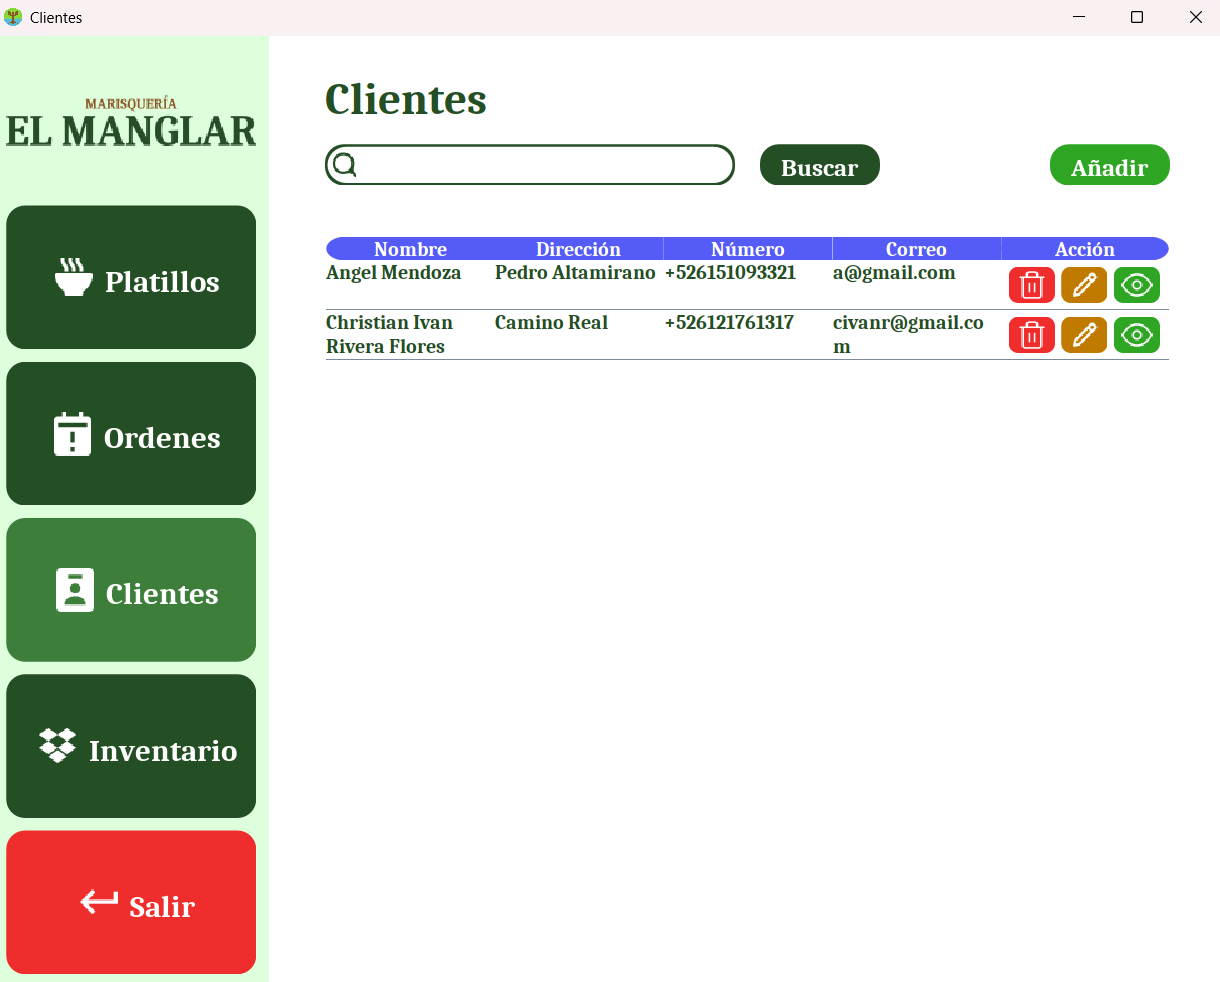 Clientes
MARISQUERÍA
EL MANGLAR
Platillos
Ordenes
Clientes
Inventario
Salir
Clientes
Buscar
Añadir
Nombre Dirección Número Correo Acción
Angel Mendoza Pedro Altamirano +526151093321 a@gmail.com
Christian Ivan Camino Real +526121761317 civanr@gmail.co
Rivera Flores m